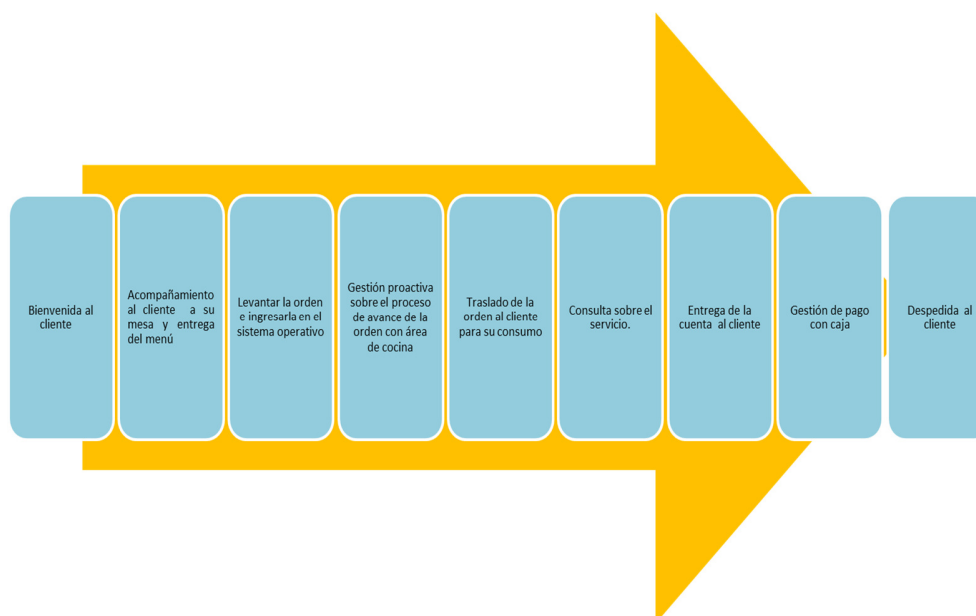 Bienvenida al
cliente
Acompañamiento
al cliente a su
mesa y entrega
del menú
Levantar la orden
e ingresarla en el
sistema operativo
Gestión proactiva
sobre el proceso
de avance de la
orden con área
de cocina
Traslado de la
orden al cliente
para su consumo
Consulta sobre el
servicio.
Entrega de la
cuenta al cliente
Gestión de pago
con caja
Despedida al
cliente